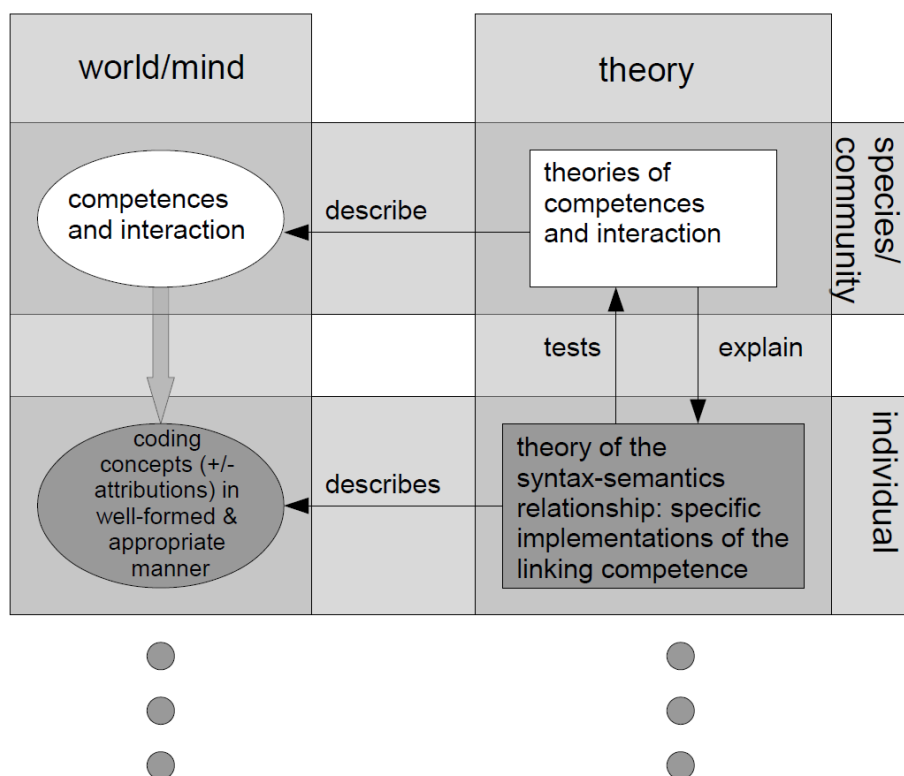 world/mind
theory
competences
and interaction
describe
theories of
competences
and interaction
species/
community
tests
explain
coding
concepts (+/-
attributions) in
well-formed &
appropriate
manner
describes
theory of the
syntax-semantics
relationship: specific
implementations of the
linking competence
individual